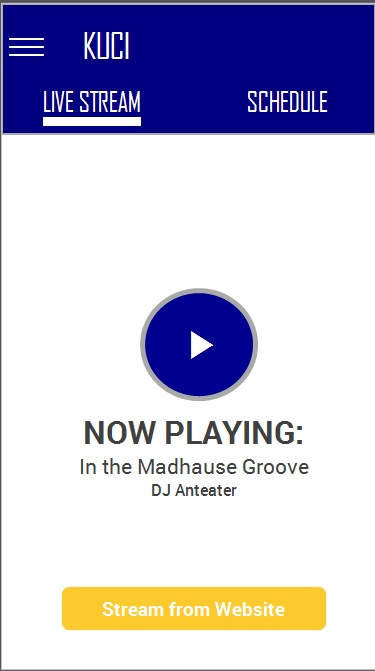 KUCI
LIVE STREAM
SCHEDULE
NOW PLAYING:
In the Madhause Groove
DJ Anteater
Stream from Website